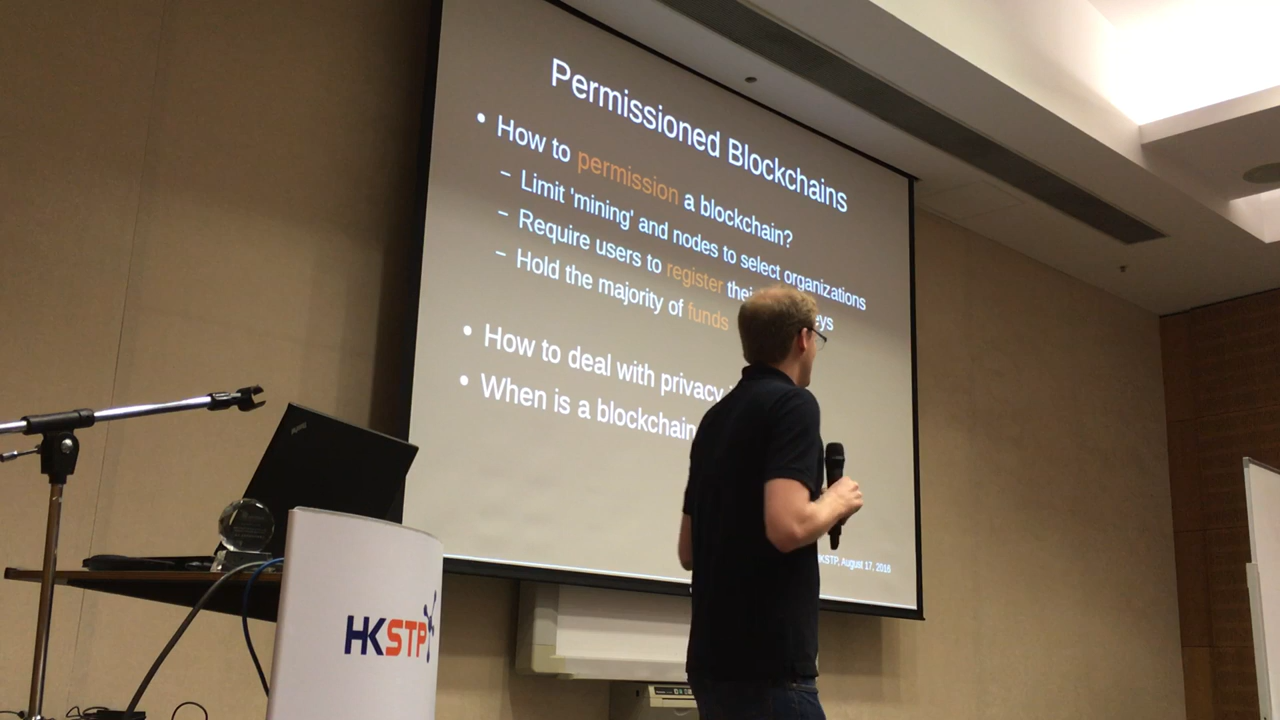 Permissioned Blockchains
• How to permission a blockchain?
– Limit 'mining' and nodes to select organizations
– Require users to register
– Hold the majority of funds
• How to deal with privacy
• When is a blockchain
HKSTP, August 17, 2016
HKSTP